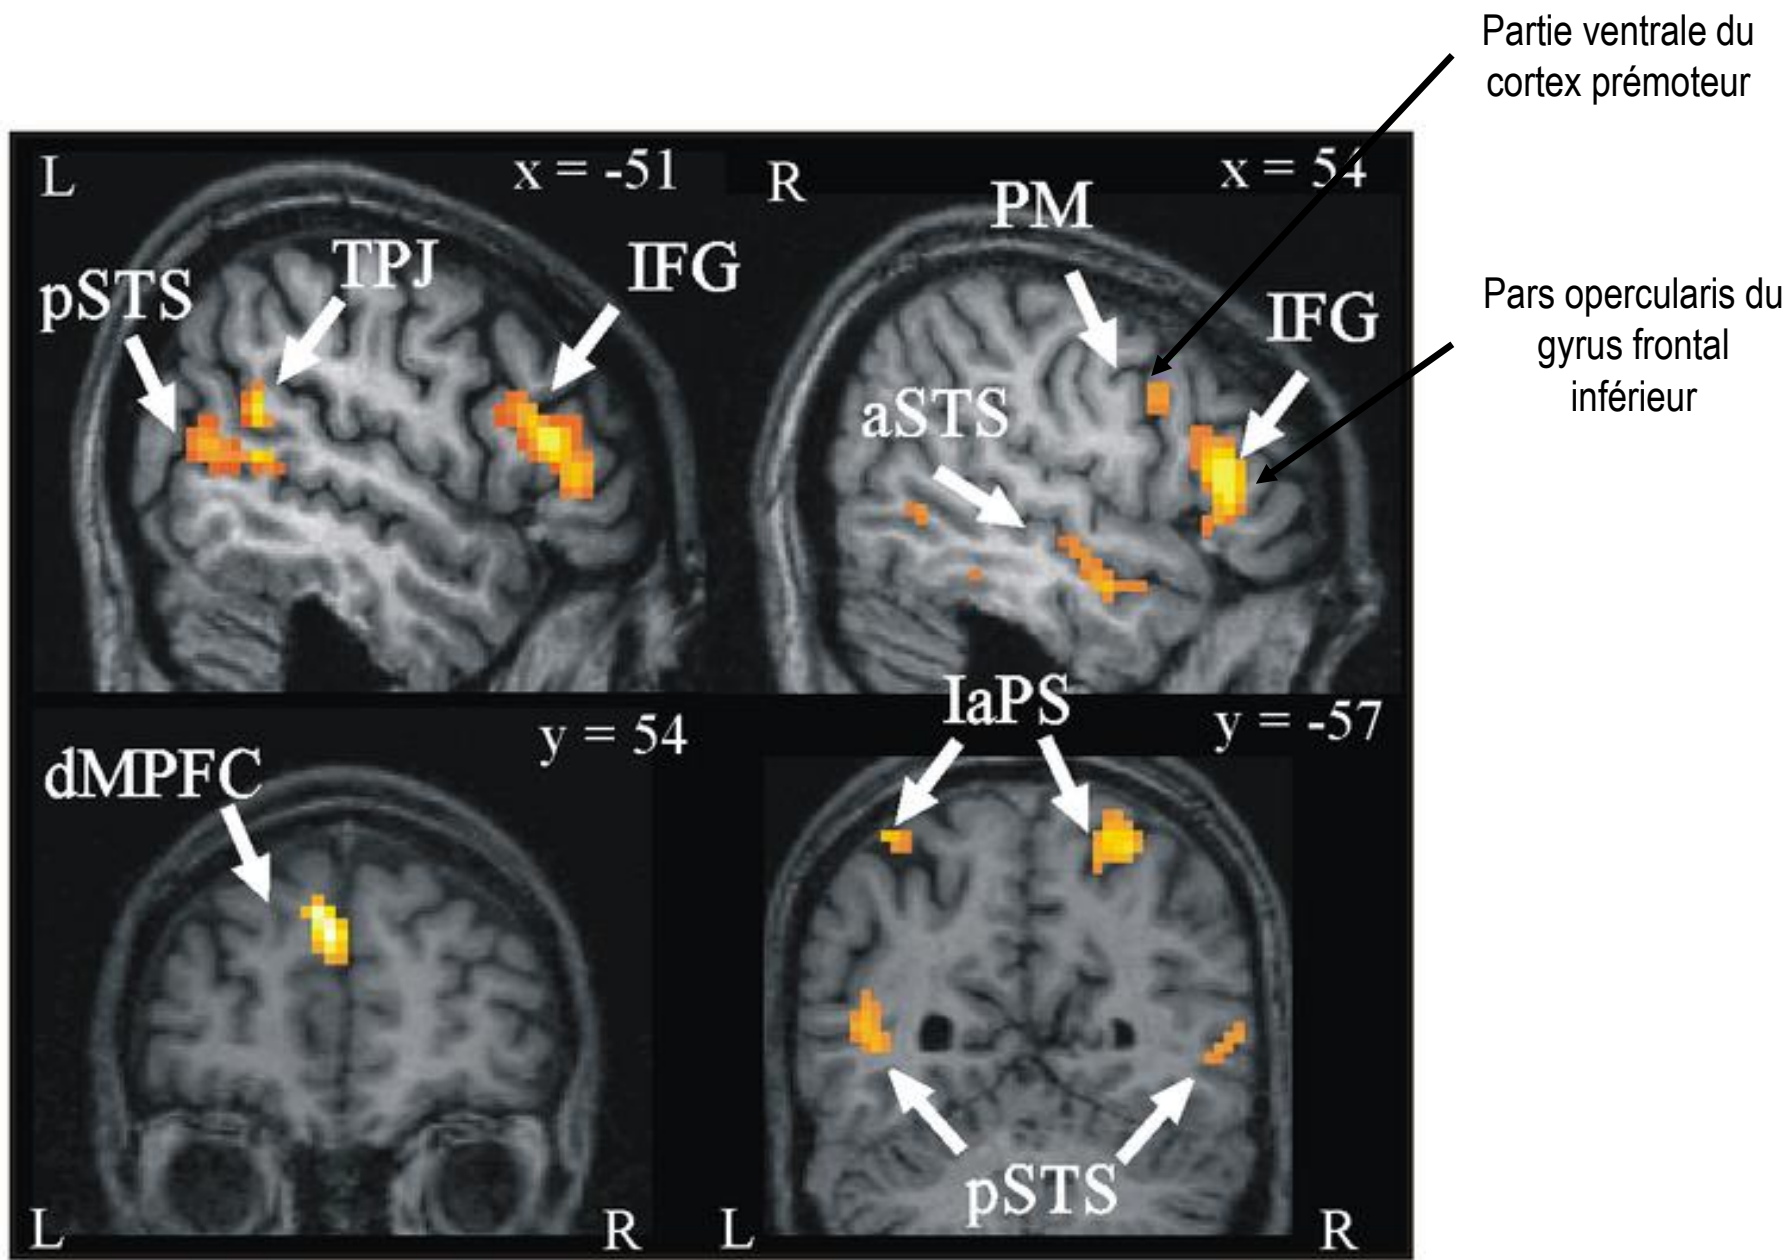 Partie ventrale du
cortex prémoteur
L
x = -51
R
x = 54
PM
pSTS
TPJ
IFG
IFG
Pars opercularis du
gyrus frontal
inférieur
aSTS
dMPFC
y = 54
IaPS
y = -57
pSTS
L
R
L
R